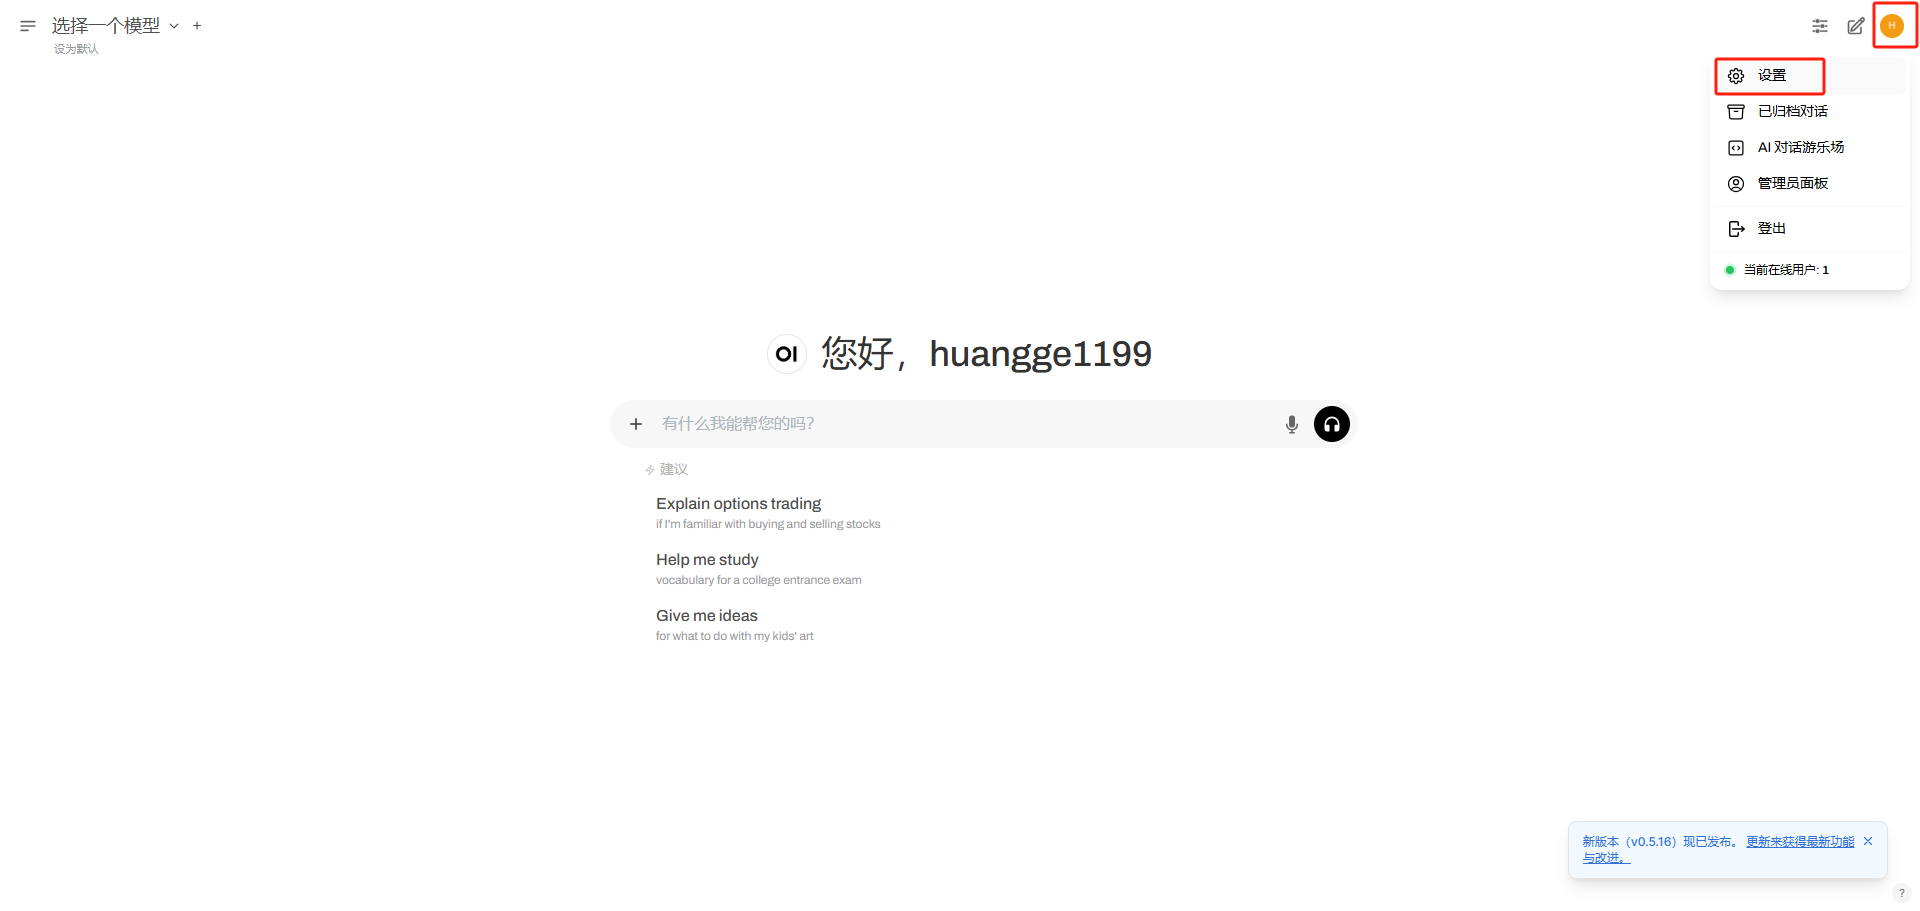 选择一个模型
设为默认
H
设置
已归档对话
AI 对话游乐场
管理员面板
登出
当前在线用户: 1
OI 您好，huangge1199
有什么我能帮您的吗?
建议
Explain options trading
if I'm familiar with buying and selling stocks
Help me study
vocabulary for a college entrance exam
Give me ideas
for what to do with my kids' art
新版本（v0.5.16）现已发布。 更新来获得最新功能
与改进。
?